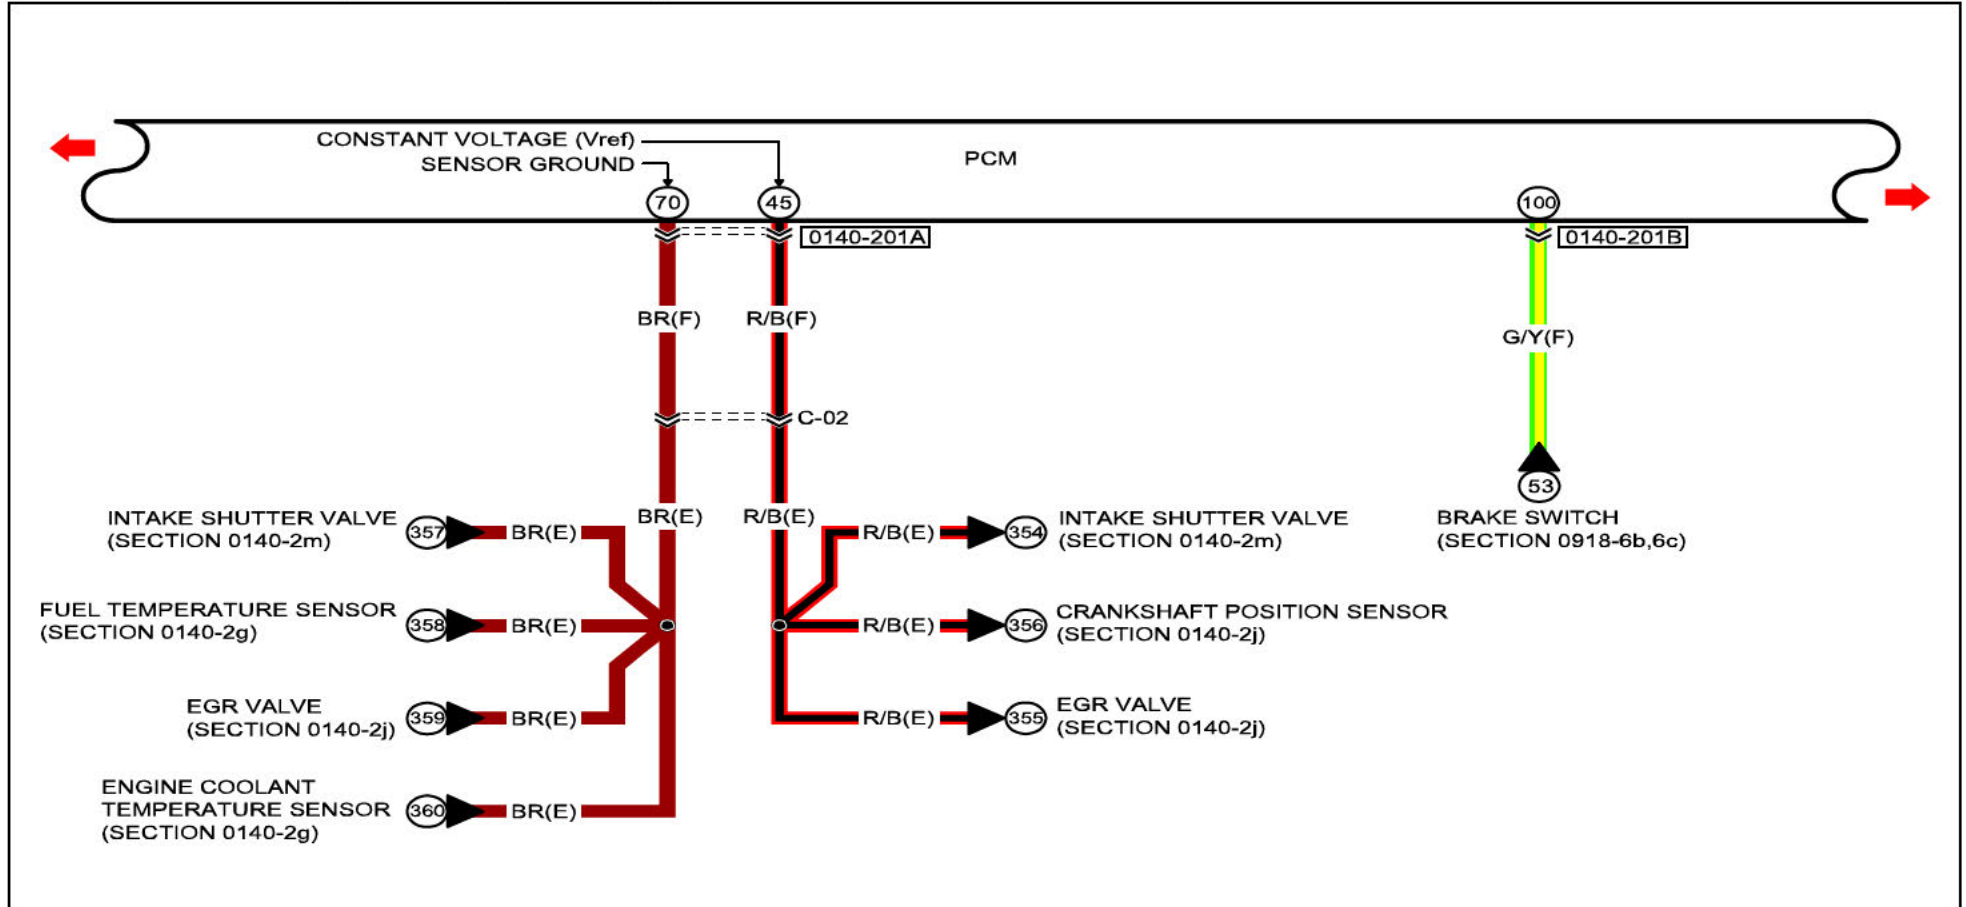 CONSTANT VOLTAGE (Vref)
SENSOR GROUND
PCM
70
45
100
0140-201A
0140-201B
BR(F)
R/B(F)
G/Y(F)
C-02
53
BRAKE SWITCH
(SECTION 0918-6b,6c)
BR(E)
R/B(E)
INTAKE SHUTTER VALVE
(SECTION 0140-2m)
357
BR(E)
R/B(E)
354
INTAKE SHUTTER VALVE
(SECTION 0140-2m)
FUEL TEMPERATURE SENSOR
(SECTION 0140-2g)
358
BR(E)
R/B(E)
356
CRANKSHAFT POSITION SENSOR
(SECTION 0140-2j)
EGR VALVE
(SECTION 0140-2j)
359
BR(E)
R/B(E)
355
EGR VALVE
(SECTION 0140-2j)
ENGINE COOLANT
TEMPERATURE SENSOR
(SECTION 0140-2g)
360
BR(E)